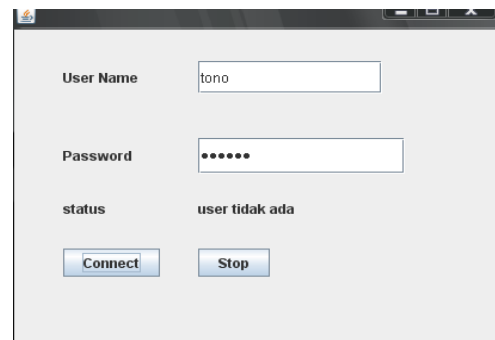 User Name tono
Password ••••••
status user tidak ada
Connect Stop